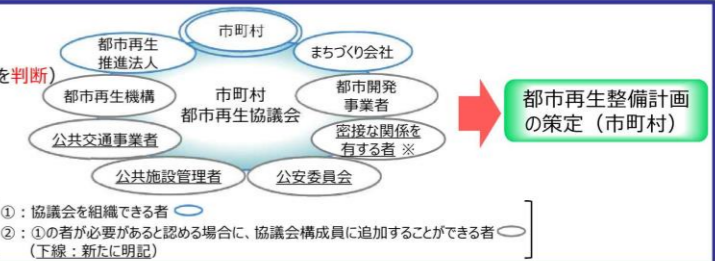 市町村
都市再生
推進法人
まちづくり会社
を判断）
都市再生機構
市町村
都市再生協議会
都市開発
事業者
公共交通事業者
密接な関係を
有する者 ※
公共施設管理者
公安委員会
都市再生整備計画
の策定（市町村）
①：協議会を組織できる者
②：①の者が必要があると認める場合に、協議会構成員に追加することができる者
（下線：新たに明記）